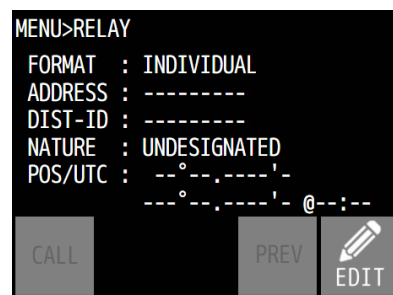 MENU>RELAY
FORMAT : INDIVIDUAL
ADDRESS : ---------
DIST-ID : ---------
NATURE : UNDESIGNATED
POS/UTC : --°--.----'-
---°--.----'- @--:--
CALL PREV EDIT